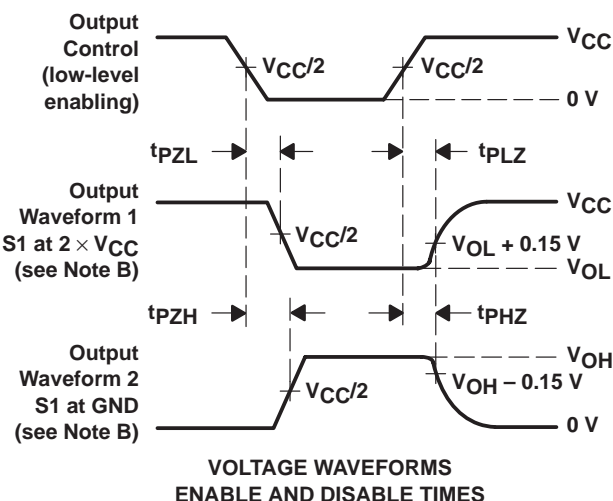 Output
Control
(low-level
enabling)
VCC/2
VCC/2
VCC
0 V
tPZL
tPLZ
Output
Waveform 1
S1 at 2 × VCC
(see Note B)
VCC/2
VCC
VOL + 0.15 V
VOL
tPZH
tPHZ
Output
Waveform 2
S1 at GND
(see Note B)
VCC/2
VOH
VOH − 0.15 V
0 V
VOLTAGE WAVEFORMS
ENABLE AND DISABLE TIMES